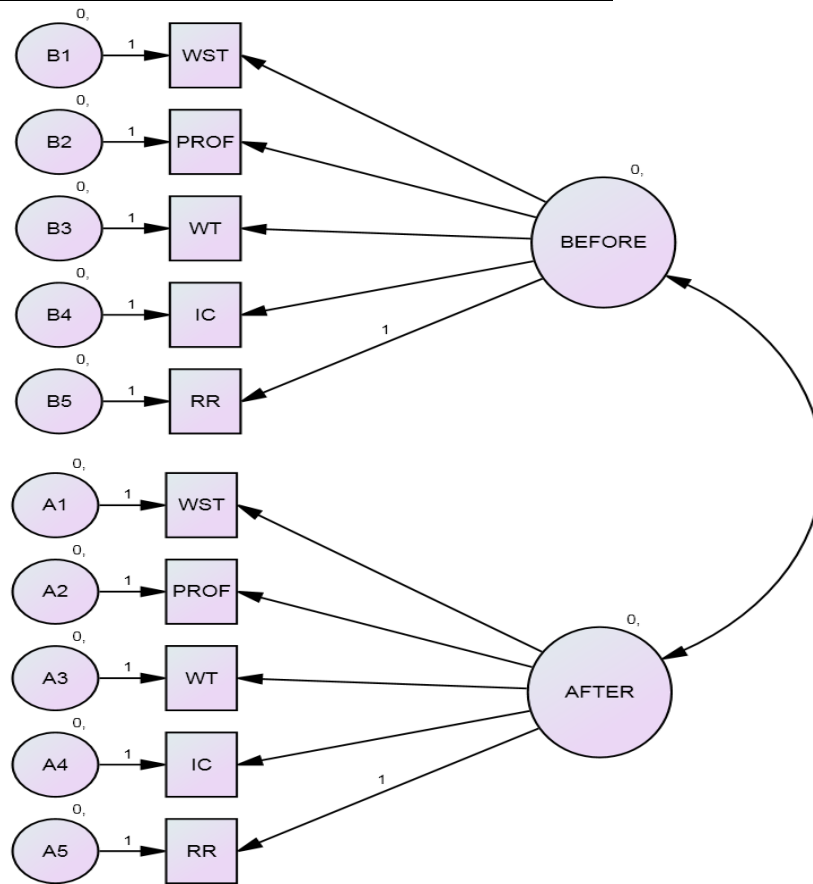 0,
B1 1 WST
0,
B2 1 PROF
0,
B3 1 WT
0,
B4 1 IC
0,
B5 1 RR
1
0,
BEFORE
0,
A1 1 WST
0,
A2 1 PROF
0,
A3 1 WT
0,
A4 1 IC
0,
A5 1 RR
1
0,
AFTER